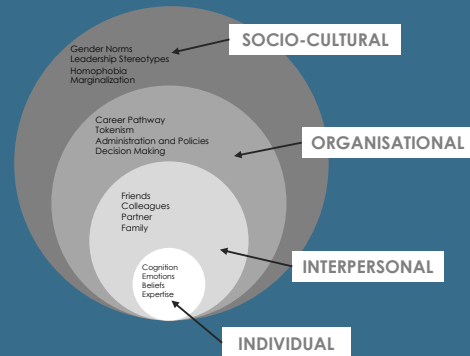 SOCIO-CULTURAL
Gender Norms
Leadership Stereotypes
Homophobia
Marginalization
Career Pathway
Tokenism
Administration and Policies
Decision Making
ORGANISATIONAL
Friends
Colleagues
Partner
Family
INTERPERSONAL
Cognition
Emotions
Beliefs
Expertise
INDIVIDUAL